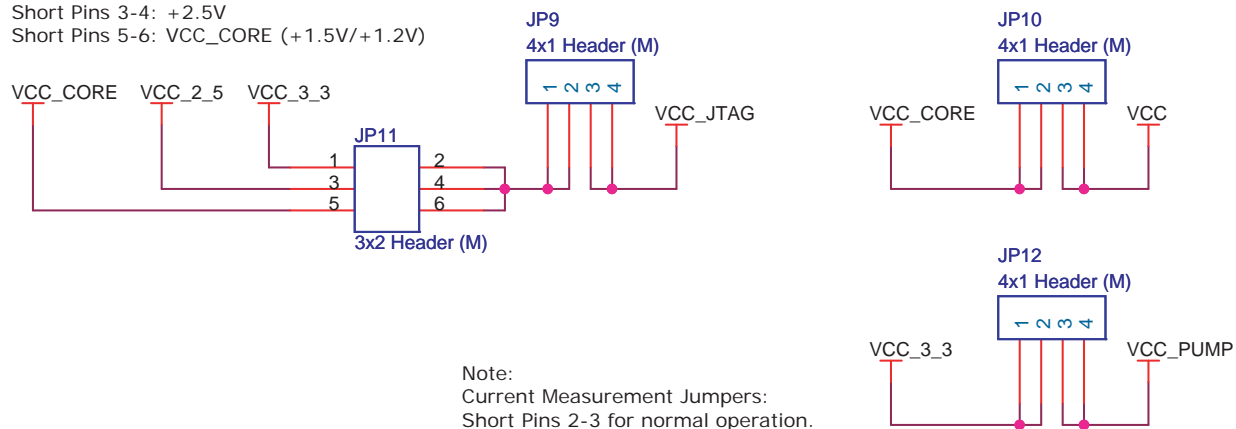 Short Pins 3-4: +2.5V
Short Pins 5-6: VCC_CORE (+1.5V/+1.2V)
VCC_CORE VCC_2_5 VCC_3_3
JP11
1 2
3 4
5 6
3x2 Header (M)
JP9
4x1 Header (M)
1 2 3 4
VCC_JTAG
JP10
4x1 Header (M)
1 2 3 4
VCC_CORE VCC
JP12
4x1 Header (M)
1 2 3 4
VCC_3_3 VCC_PUMP
Note:
Current Measurement Jumpers:
Short Pins 2-3 for normal operation.